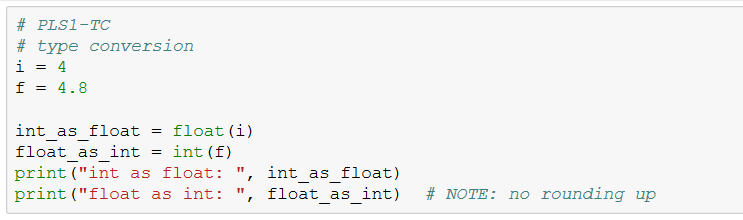 # PLS1-TC
# type conversion
i = 4
f = 4.8

int_as_float = float(i)
float_as_int = int(f)
print("int as float: ", int_as_float)
print("float as int: ", float_as_int)  # NOTE: no rounding up